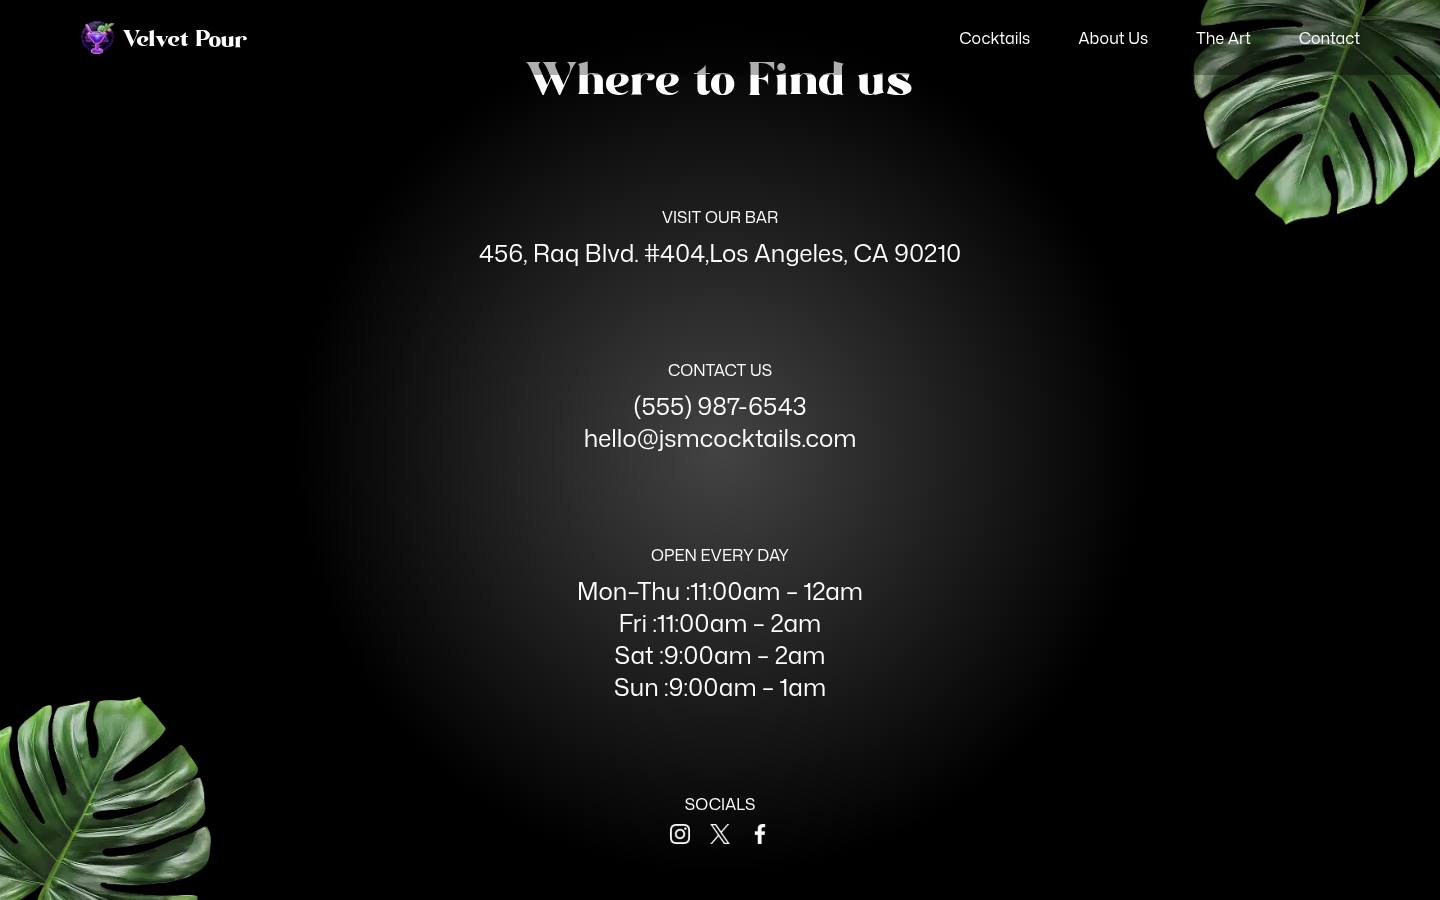 Velvet Pour
Cocktails
About Us
The Art
Contact
Where to Find us
VISIT OUR BAR
456, Raq Blvd. #404,Los Angeles, CA 90210
CONTACT US
(555) 987-6543
hello@jsmcocktails.com
OPEN EVERY DAY
Mon–Thu :11:00am – 12am
Fri :11:00am – 2am
Sat :9:00am – 2am
Sun :9:00am – 1am
SOCIALS